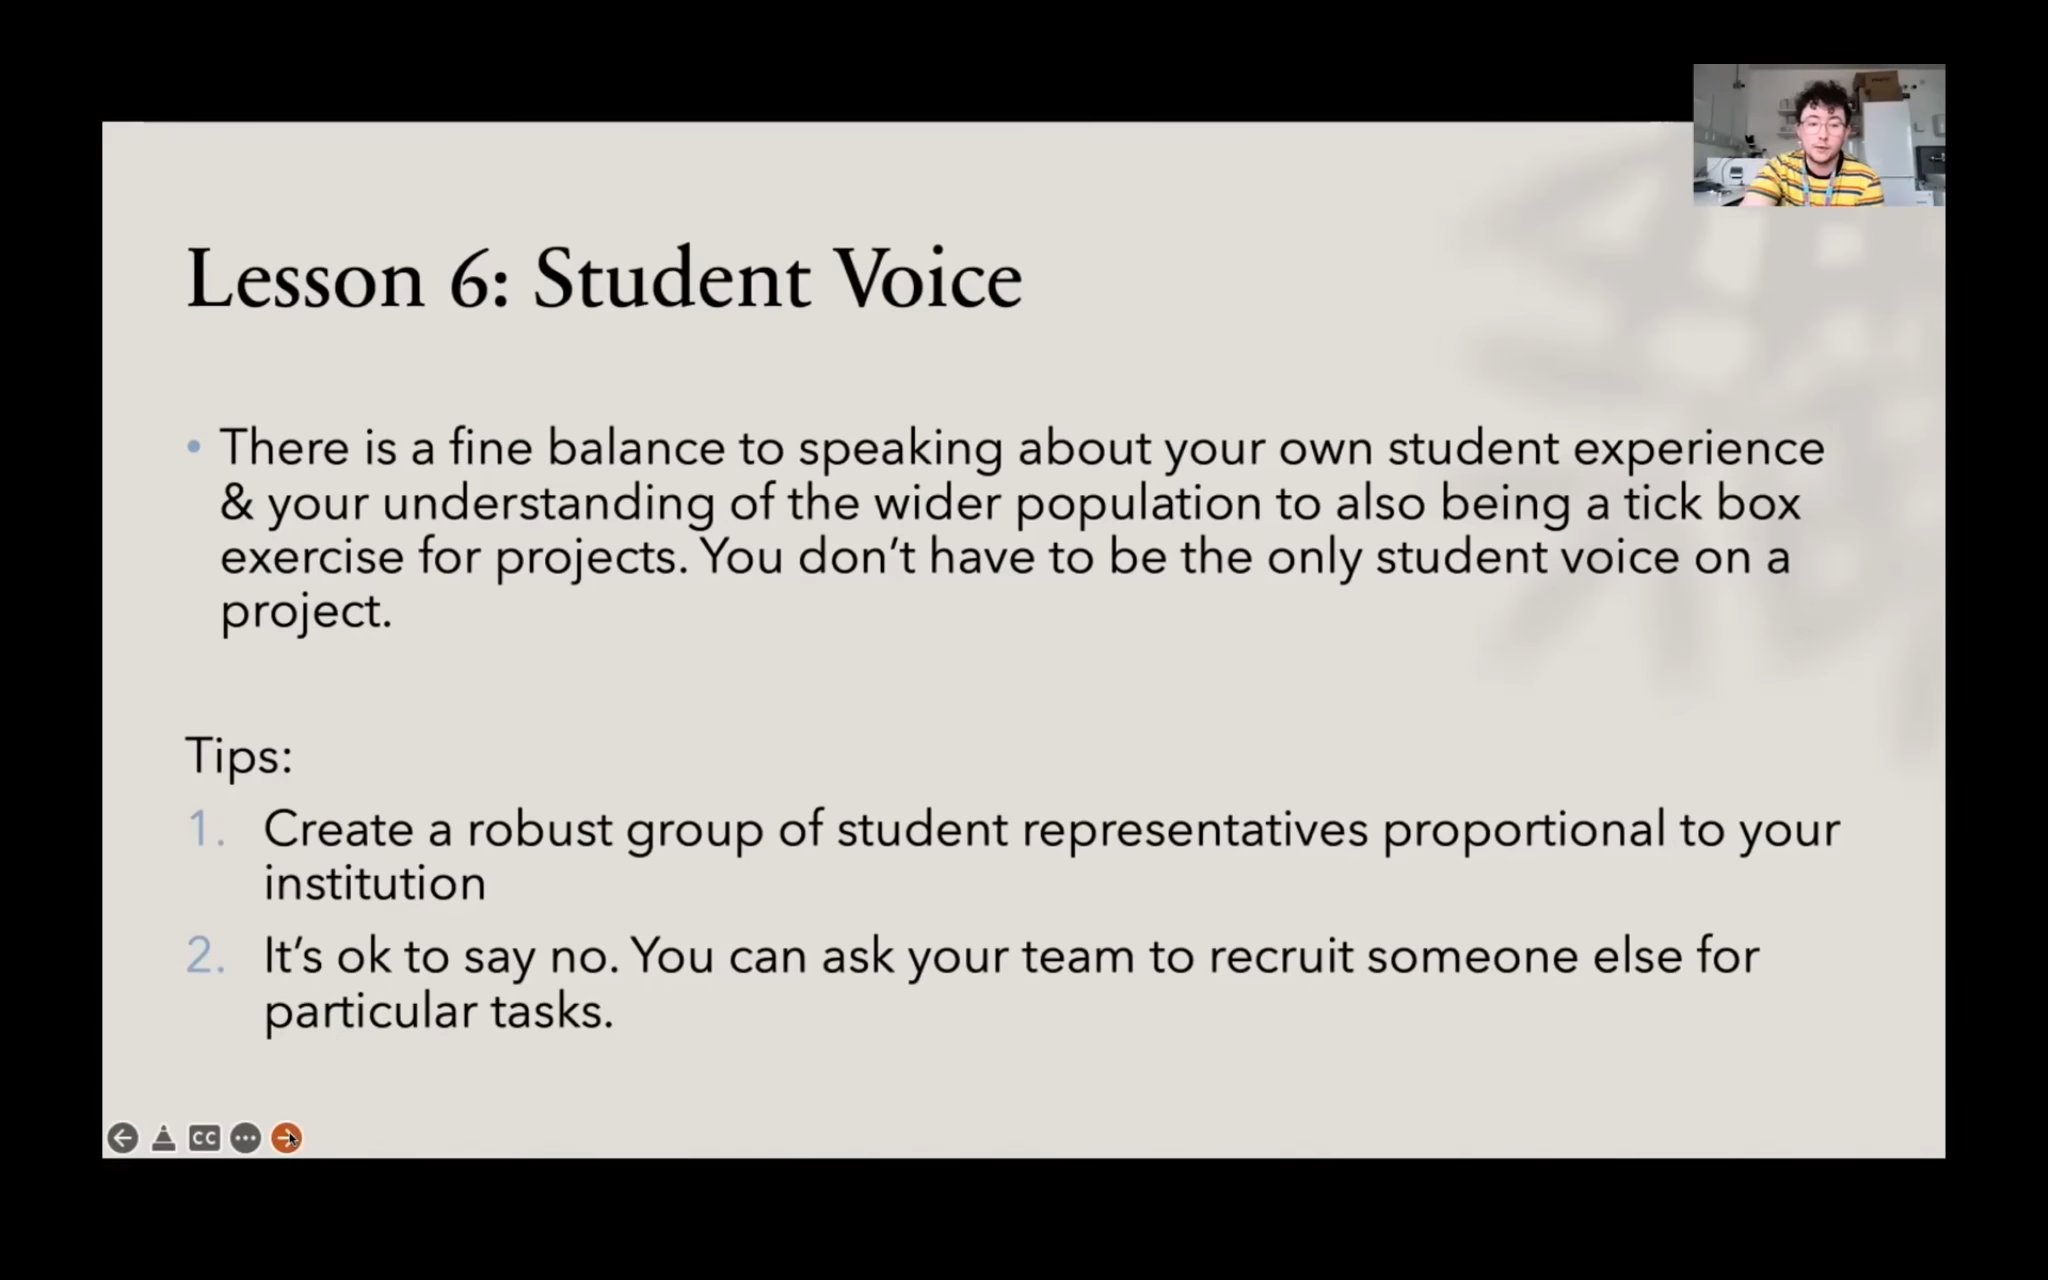 Lesson 6: Student Voice
• There is a fine balance to speaking about your own student experience
& your understanding of the wider population to also being a tick box
exercise for projects. You don’t have to be the only student voice on a
project.
Tips:
1. Create a robust group of student representatives proportional to your
institution
2. It’s ok to say no. You can ask your team to recruit someone else for
particular tasks.
CC